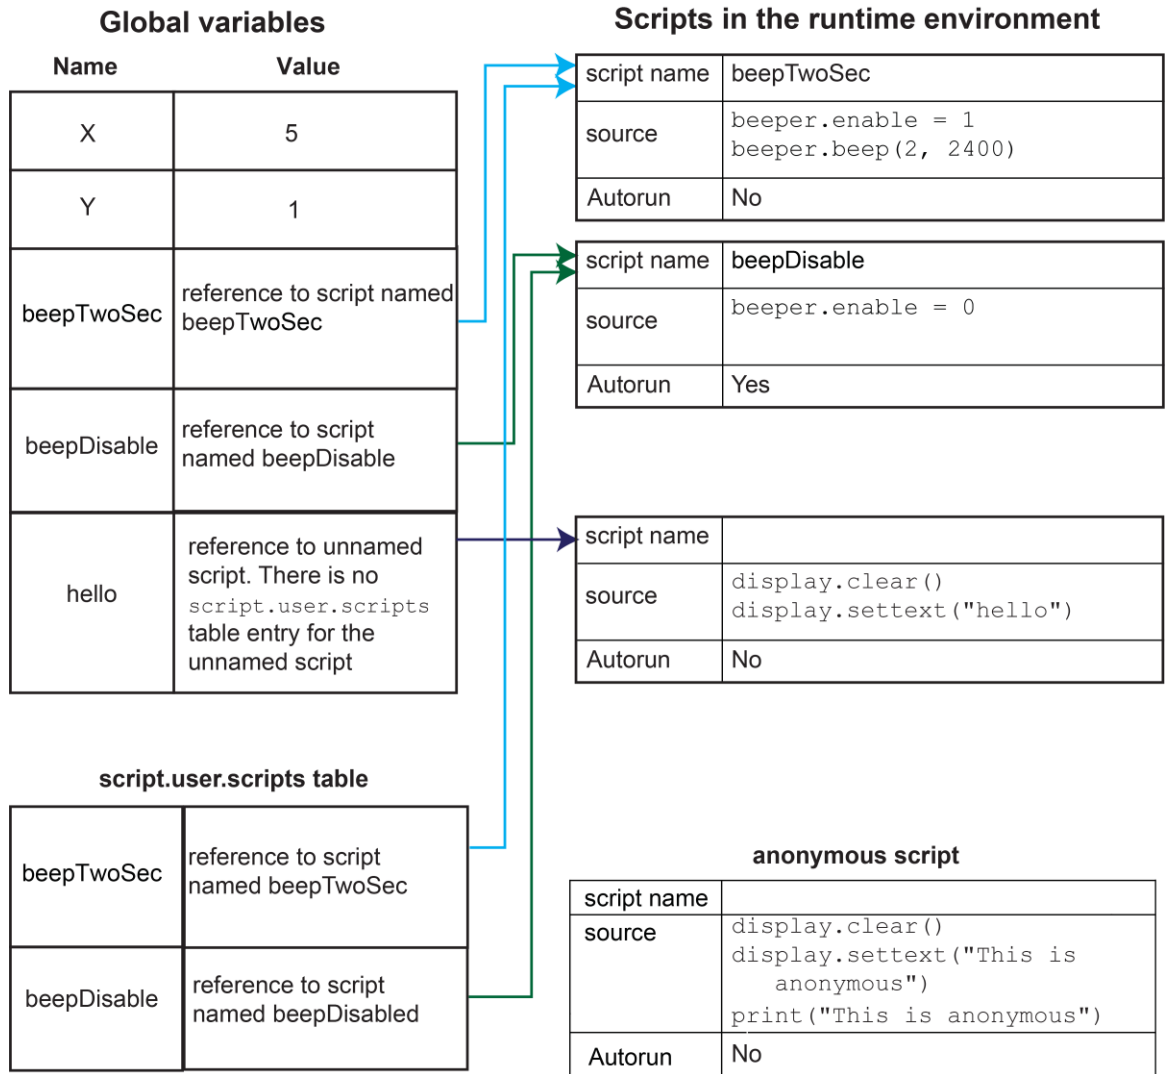 Global variables
Name Value
X 5
Y 1
beepTwoSec
reference to script named
beepTwoSec
beepDisable
reference to script
named beepDisable
hello
reference to unnamed
script. There is no
script.user.scripts
table entry for the
unnamed script
script.user.scripts table
beepTwoSec
reference to script
named beepTwoSec
beepDisable
reference to script
named beepDisabled
Scripts in the runtime environment
script name beepTwoSec
source
beeper.enable = 1
beeper.beep(2, 2400)
Autorun No
script name beepDisable
source
beeper.enable = 0
Autorun Yes
script name
source
display.clear()
display.settext("hello")
Autorun No
anonymous script
script name
source
display.clear()
display.settext("This is
anonymous")
print("This is anonymous")
Autorun No